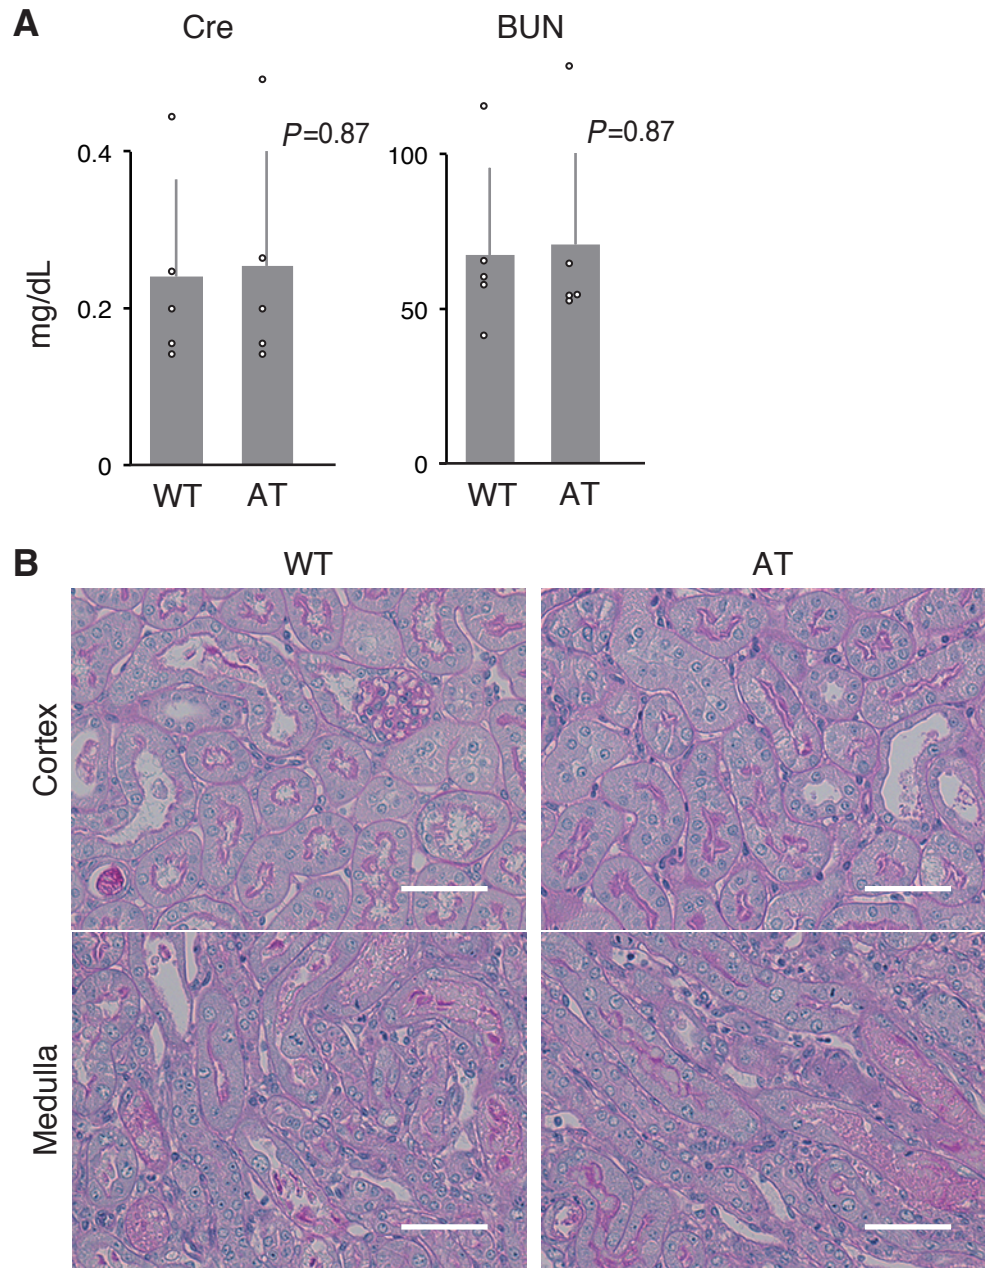 A
Cre
BUN
P=0.87
P=0.87
0.4
0.2
0
100
50
0
mg/dL
WT
AT
WT
AT
B
WT
AT
Cortex
Medulla